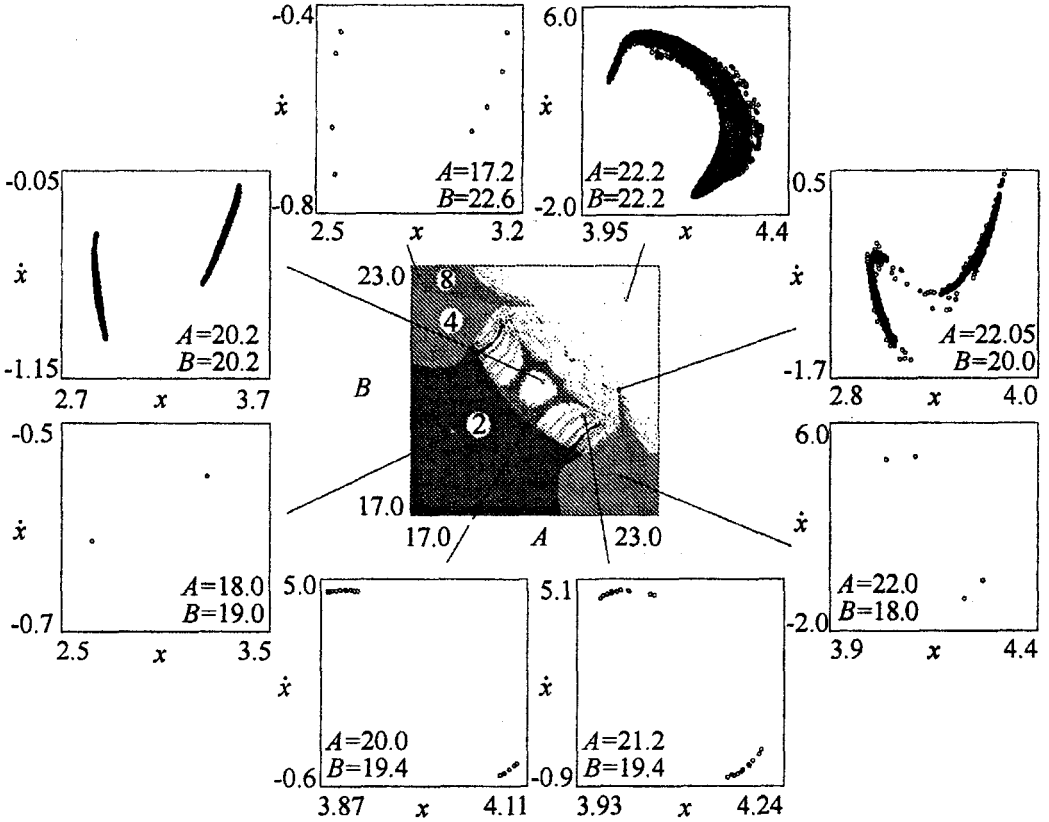 -0.4
ẋ
-0.8
A=17.2
B=22.6
2.5 x 3.2
6.0
ẋ
-2.0
A=22.2
B=22.2
3.95 x 4.4
-0.05
ẋ
-1.15
A=20.2
B=20.2
2.7 x 3.7
23.0
B
17.0
8
4
2
17.0 A 23.0
0.5
ẋ
-1.7
A=22.05
B=20.0
2.8 x 4.0
-0.5
ẋ
-0.7
A=18.0
B=19.0
2.5 x 3.5
6.0
ẋ
-2.0
A=22.0
B=18.0
3.9 x 4.4
5.0
ẋ
-0.6
A=20.0
B=19.4
3.87 x 4.11
5.1
ẋ
-0.9
A=21.2
B=19.4
3.93 x 4.24